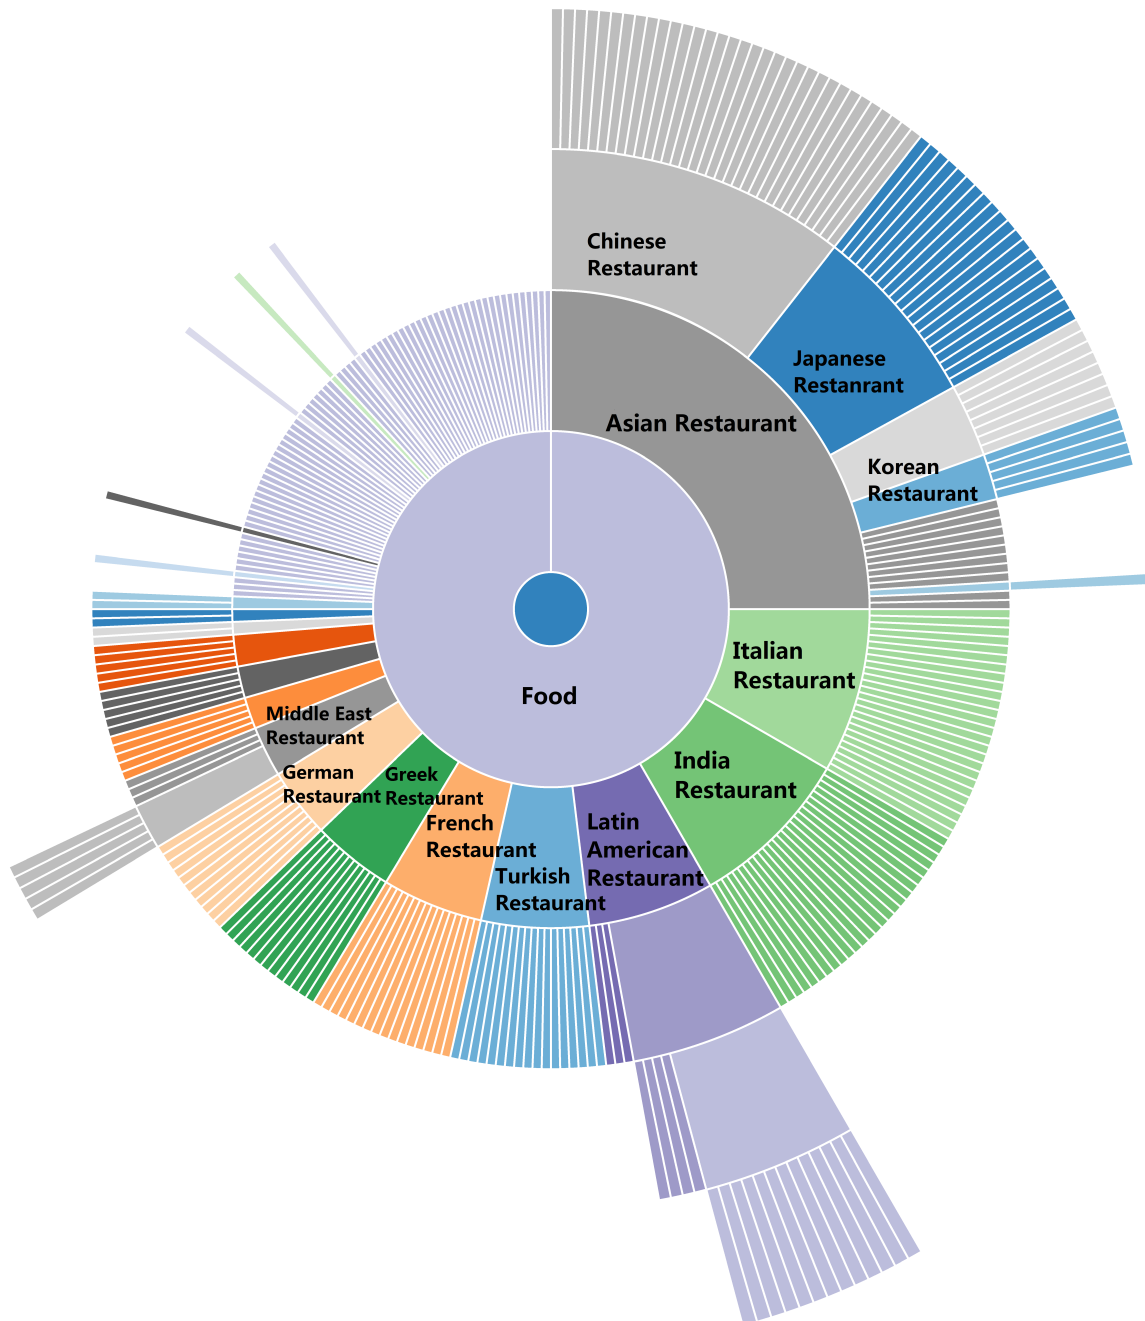 Chinese
Restaurant
Japanese
Restanrant
Asian Restaurant
Korean
Restaurant
Italian
Restaurant
Food
India
Restaurant
Middle East
Restaurant
German
Restaurant
Greek
Restaurant
French
Restaurant
Latin
American
Restaurant
Turkish
Restaurant